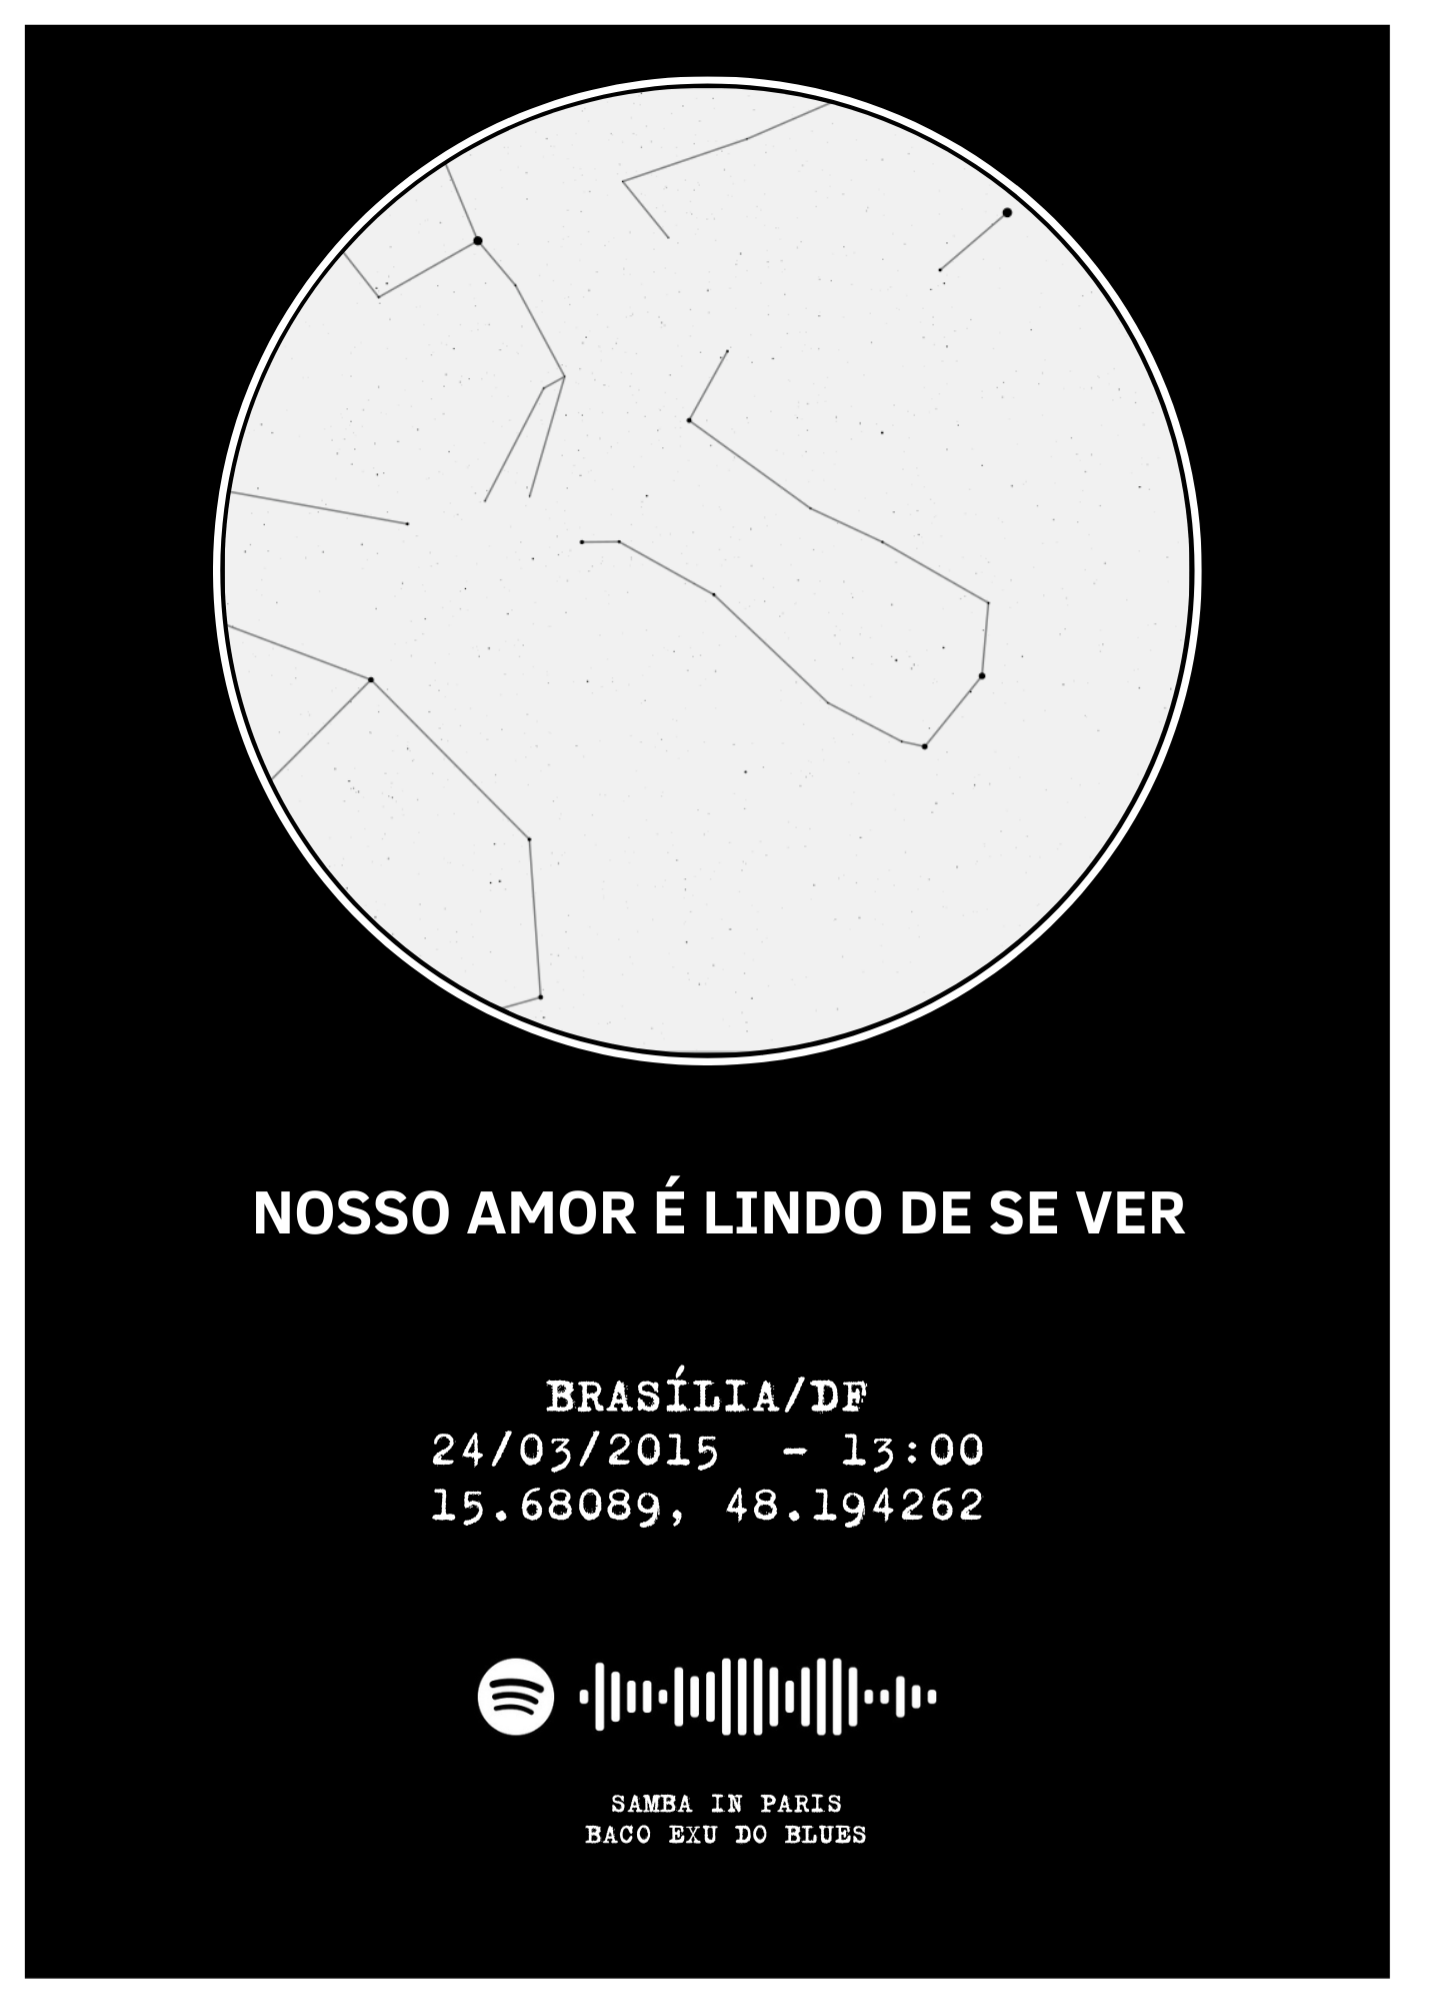 NOSSO AMOR É LINDO DE SE VER
BRASÍLIA/DF
24/03/2015 - 13:00
15.68089, 48.194262
SAMBA IN PARIS
BACO EXU DO BLUES